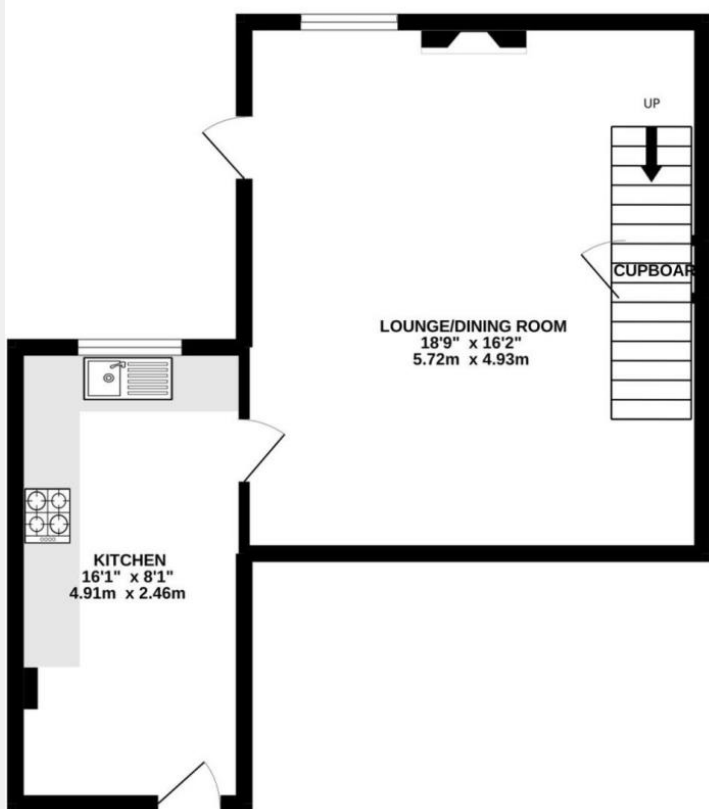 UP
CUPBOAR
LOUNGE/DINING ROOM
18'9" x 16'2"
5.72m x 4.93m
KITCHEN
16'1" x 8'1"
4.91m x 2.46m